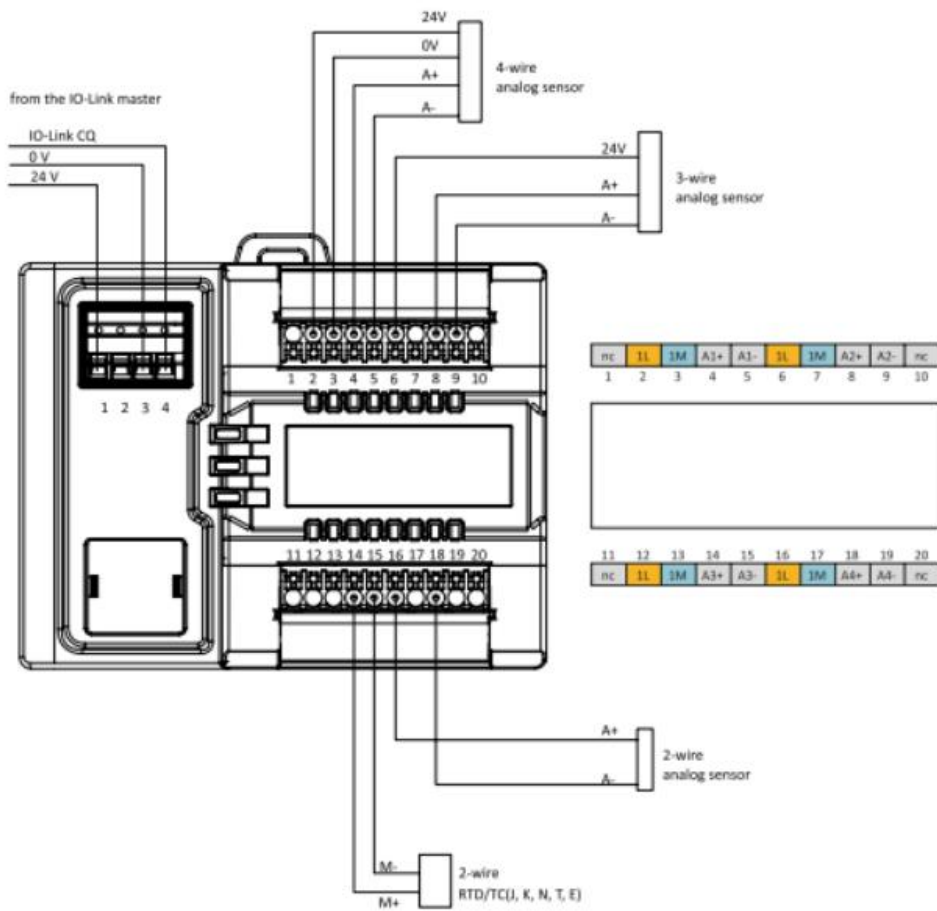 24V
0V
A+
A-
4-wire
analog sensor
from the IO-Link master
IO-Link CQ
0 V
24 V
24V
A+
A-
3-wire
analog sensor
1 2 3 4
1 2 3 4 5 6 7 8 9 10
nc 1L 1M A1+ A1- 1L 1M A2+ A2- nc
1 2 3 4 5 6 7 8 9 10
11 12 13 14 15 16 17 18 19 20
11 12 13 14 15 16 17 18 19 20
nc 1L 1M A3+ A3- 1L 1M A4+ A4- nc
A+
A-
2-wire
analog sensor
M-
M+
2-wire
RTD/TC(J, K, N, T, E)